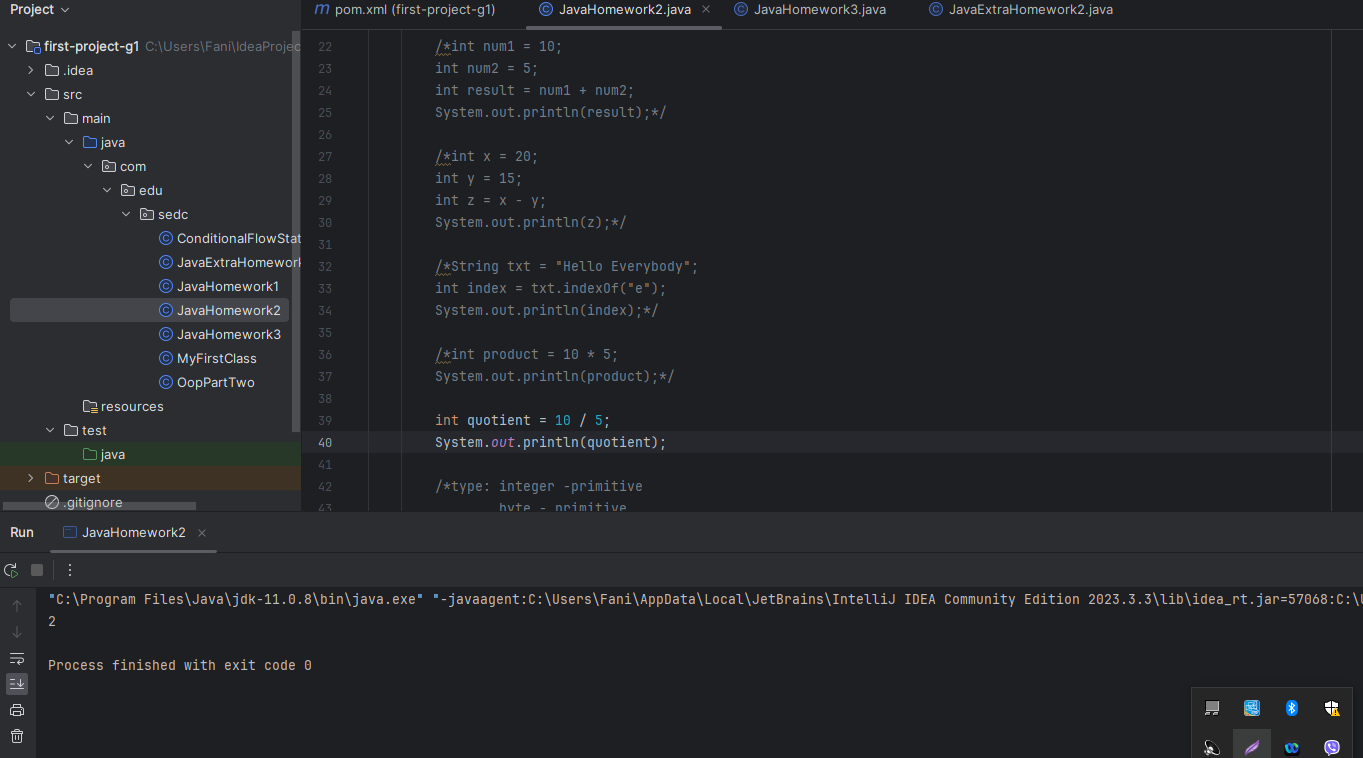 Project
pom.xml (first-project-g1)
JavaHomework2.java
JavaHomework3.java
JavaExtraHomework2.java
first-project-g1 C:\Users\Fani\IdeaProjec
.idea
src
main
java
com
edu
sedc
ConditionalFlowStat
JavaExtraHomework
JavaHomework1
JavaHomework2
JavaHomework3
MyFirstClass
OopPartTwo
resources
test
java
target
.gitignore
22 /*int num1 = 10;
23 int num2 = 5;
24 int result = num1 + num2;
25 System.out.println(result);*/
26
27 /*int x = 20;
28 int y = 15;
29 int z = x - y;
30 System.out.println(z);*/
31
32 /*String txt = "Hello Everybody";
33 int index = txt.indexOf("e");
34 System.out.println(index);*/
35
36 /*int product = 10 * 5;
37 System.out.println(product);*/
38
39 int quotient = 10 / 5;
40 System.out.println(quotient);
41
42 /*type: integer -primitive
43 byte - primitive
Run JavaHomework2
"C:\Program Files\Java\jdk-11.0.8\bin\java.exe" "-javaagent:C:\Users\Fani\AppData\Local\JetBrains\IntelliJ IDEA Community Edition 2023.3.3\lib\idea_rt.jar=57068:C:\
2
Process finished with exit code 0